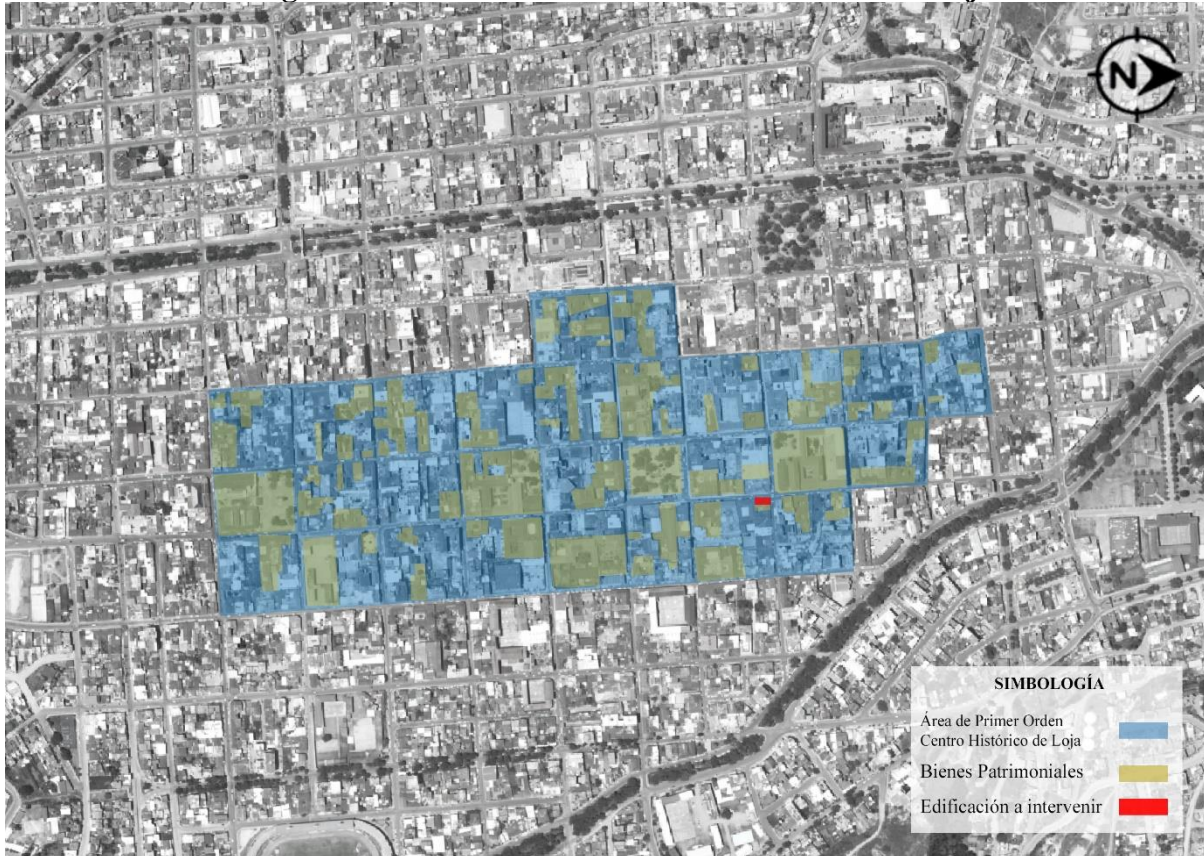 N
SIMBOLOGÍA
Área de Primer Orden
Centro Histórico de Loja
Bienes Patrimoniales
Edificación a intervenir